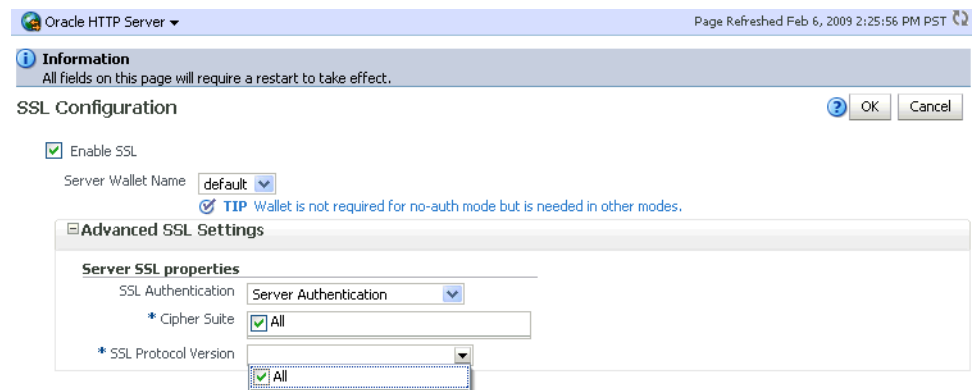 Oracle HTTP Server
Page Refreshed Feb 6, 2009 2:25:56 PM PST
Information
All fields on this page will require a restart to take effect.
SSL Configuration
OK Cancel
Enable SSL
Server Wallet Name default
TIP Wallet is not required for no-auth mode but is needed in other modes.
Advanced SSL Settings
Server SSL properties
SSL Authentication Server Authentication
* Cipher Suite All
* SSL Protocol Version
All